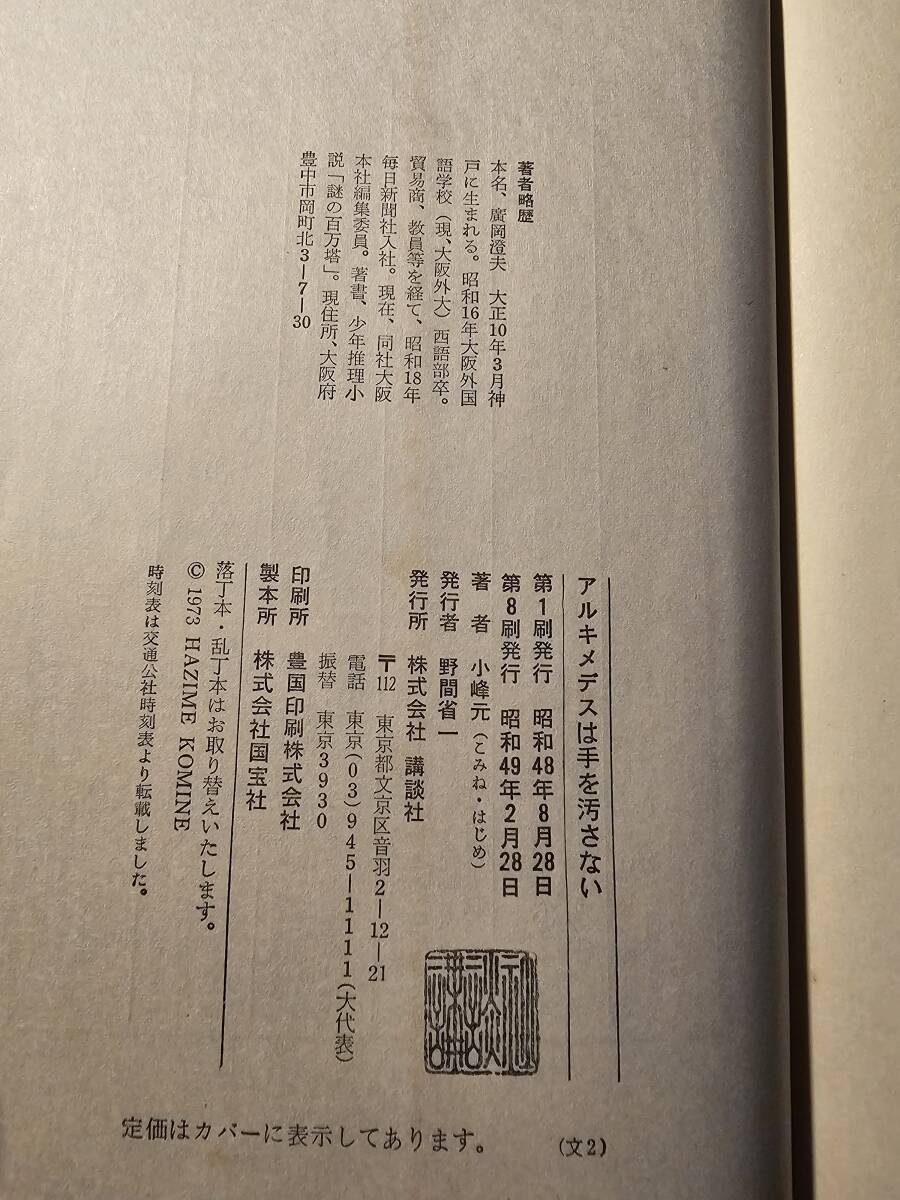 著者略歴
本名、廣岡澄夫　大正10年3月神
戸に生まれる。昭和16年大阪外国
語学校（現、大阪外大）西語部卒。
貿易商、教員等を経て、昭和18年
毎日新聞社入社。現在、同社大阪
本社編集委員。著書、少年推理小
説「謎の百万塔」。現住所、大阪府
豊中市岡町北3—7—30
アルキメデスは手を汚さない
第1刷発行　昭和48年8月28日
第8刷発行　昭和49年2月28日
著　者　小峰元（こみね・はじめ）
発行者　野間省一
発行所　株式会社 講談社
〒112　東京都文京区音羽2—12—21
電話　東京（03）945—1111（大代表）
振替　東京3930
印刷所　豊国印刷株式会社
製本所　株式会社国宝社
落丁本・乱丁本はお取り替えいたします。
© 1973 HAZIME KOMINE
時刻表は交通公社時刻表より転載しました。
定価はカバーに表示してあります。
（文2）